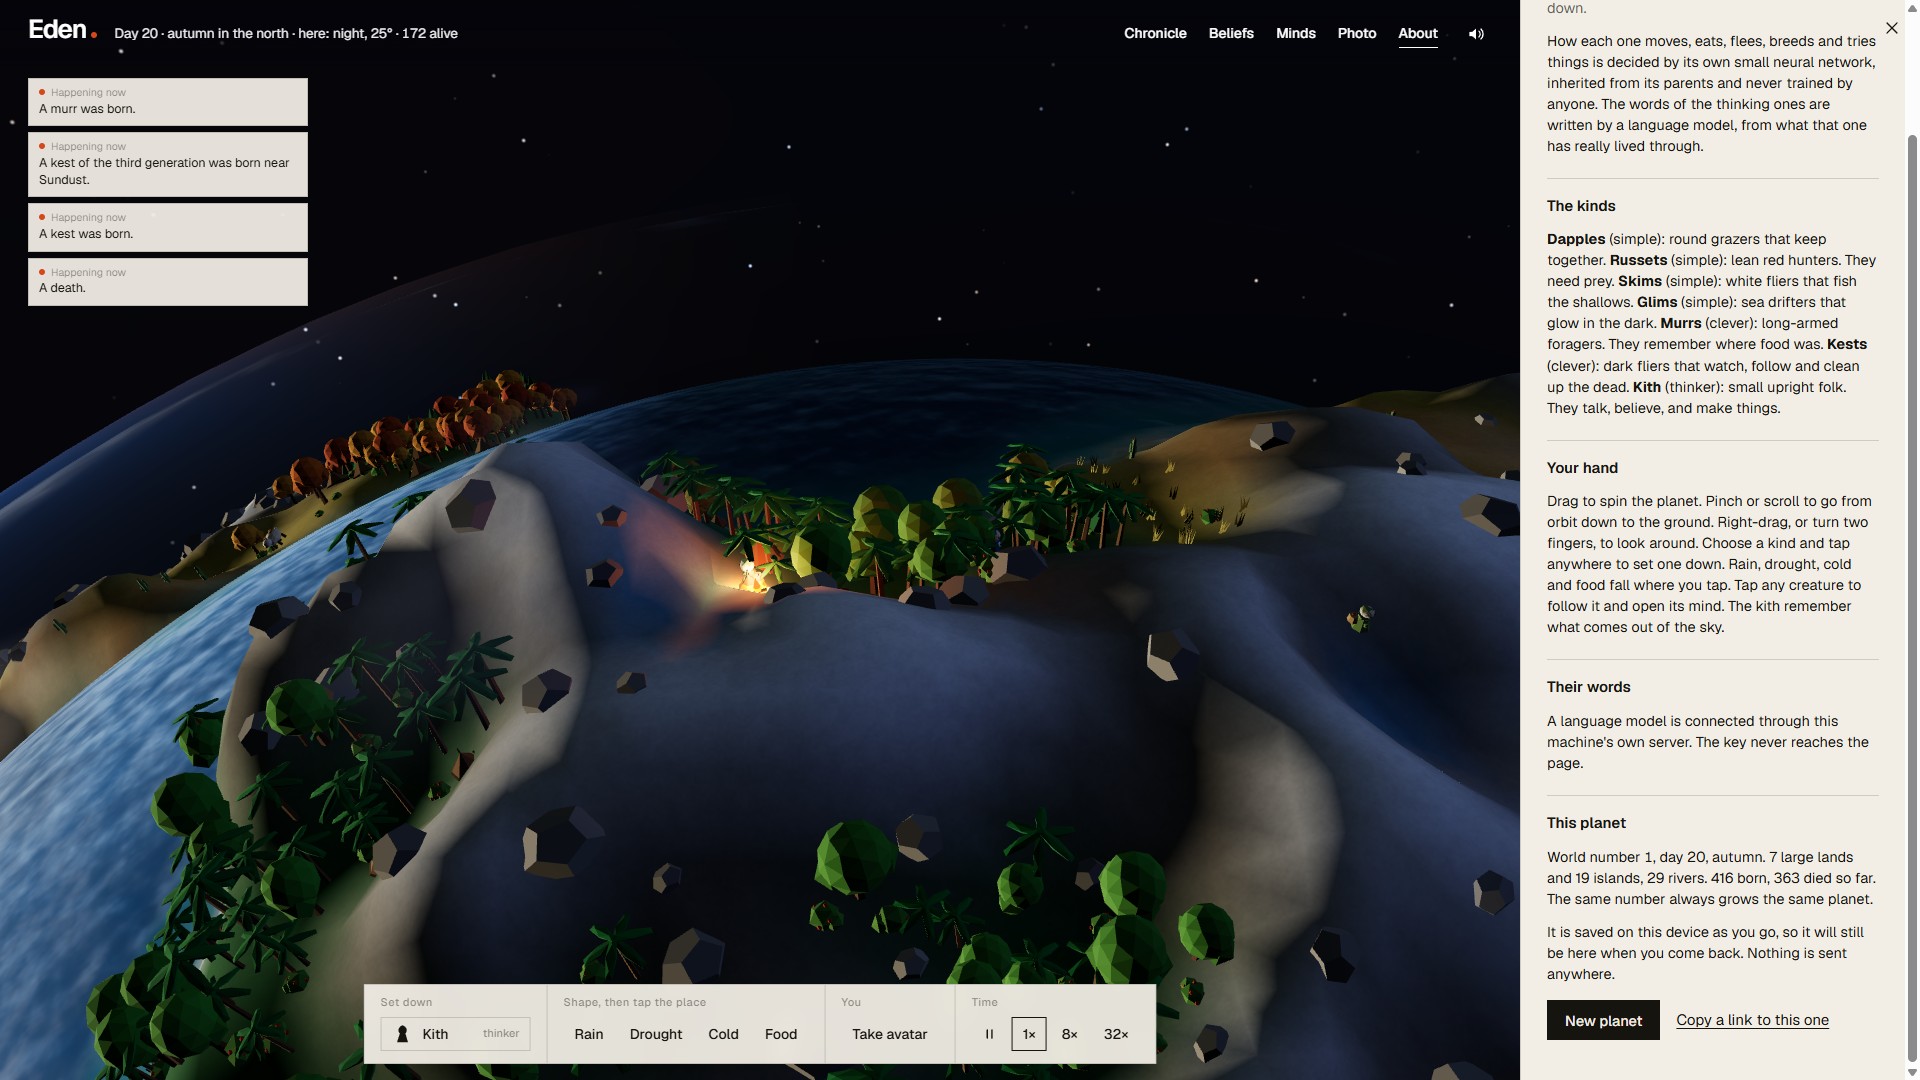 Eden.
Day 20 · autumn in the north · here: night, 25° · 172 alive
Chronicle
Beliefs
Minds
Photo
About
Happening now
A murr was born.
Happening now
A kest of the third generation was born near
Sundust.
Happening now
A kest was born.
Happening now
A death.
Set down
Kith
thinker
Shape, then tap the place
Rain
Drought
Cold
Food
You
Take avatar
Time
1×
8×
32×
down.
How each one moves, eats, flees, breeds and tries
things is decided by its own small neural network,
inherited from its parents and never trained by
anyone. The words of the thinking ones are
written by a language model, from what that one
has really lived through.
The kinds
Dapples (simple): round grazers that keep
together. Russets (simple): lean red hunters. They
need prey. Skims (simple): white fliers that fish
the shallows. Glims (simple): sea drifters that
glow in the dark. Murrs (clever): long-armed
foragers. They remember where food was. Kests
(clever): dark fliers that watch, follow and clean
up the dead. Kith (thinker): small upright folk.
They talk, believe, and make things.
Your hand
Drag to spin the planet. Pinch or scroll to go from
orbit down to the ground. Right-drag, or turn two
fingers, to look around. Choose a kind and tap
anywhere to set one down. Rain, drought, cold
and food fall where you tap. Tap any creature to
follow it and open its mind. The kith remember
what comes out of the sky.
Their words
A language model is connected through this
machine's own server. The key never reaches the
page.
This planet
World number 1, day 20, autumn. 7 large lands
and 19 islands, 29 rivers. 416 born, 363 died so far.
The same number always grows the same planet.
It is saved on this device as you go, so it will still
be here when you come back. Nothing is sent
anywhere.
New planet
Copy a link to this one